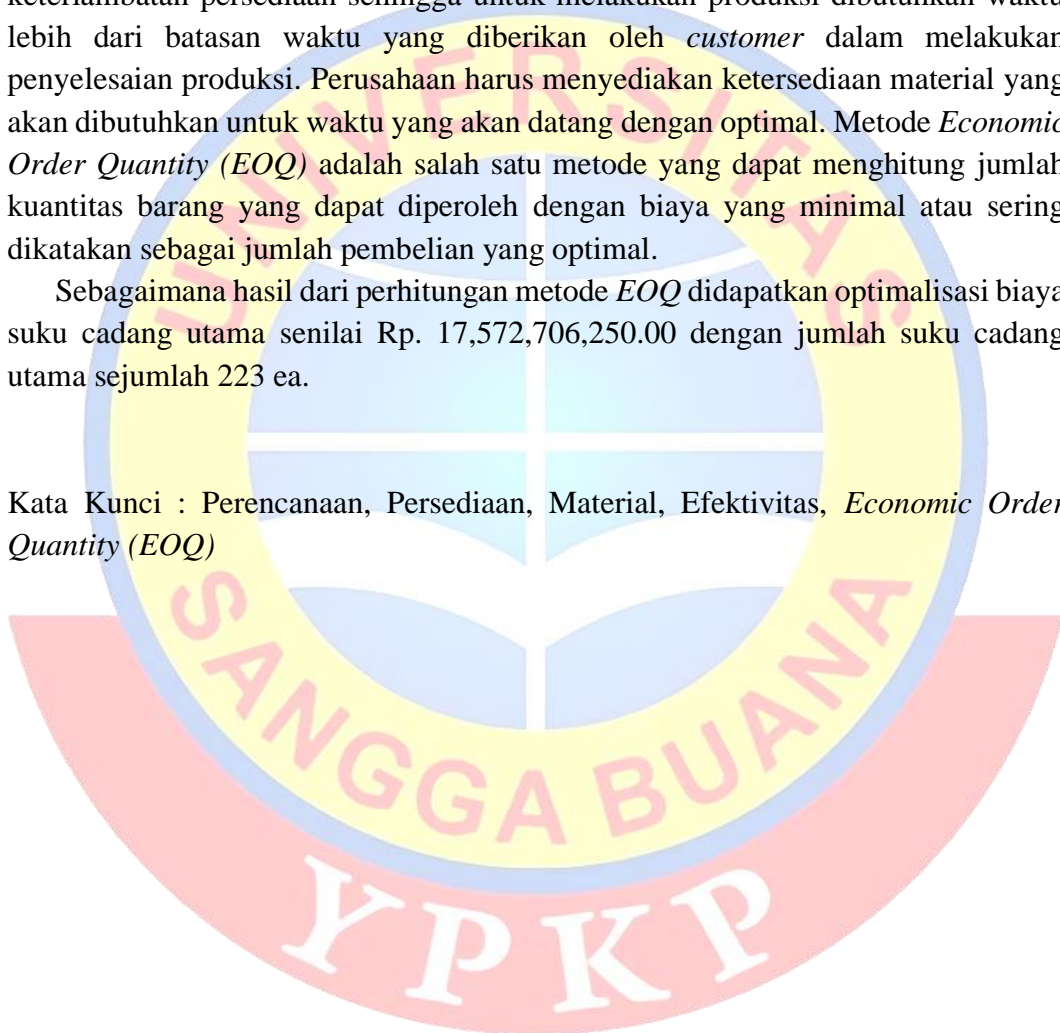 keterlambatan persediaan sehingga untuk melakukan produksi dibutuhkan waktu
lebih dari batasan waktu yang diberikan oleh customer dalam melakukan
penyelesaian produksi. Perusahaan harus menyediakan ketersediaan material yang
akan dibutuhkan untuk waktu yang akan datang dengan optimal. Metode Economic
Order Quantity (EOQ) adalah salah satu metode yang dapat menghitung jumlah
kuantitas barang yang dapat diperoleh dengan biaya yang minimal atau sering
dikatakan sebagai jumlah pembelian yang optimal.
Sebagaimana hasil dari perhitungan metode EOQ didapatkan optimalisasi biaya
suku cadang utama senilai Rp. 17,572,706,250.00 dengan jumlah suku cadang
utama sejumlah 223 ea.
Kata Kunci : Perencanaan, Persediaan, Material, Efektivitas, Economic Order
Quantity (EOQ)
UNIVERSITAS
SANGGA BUANA
YPKP